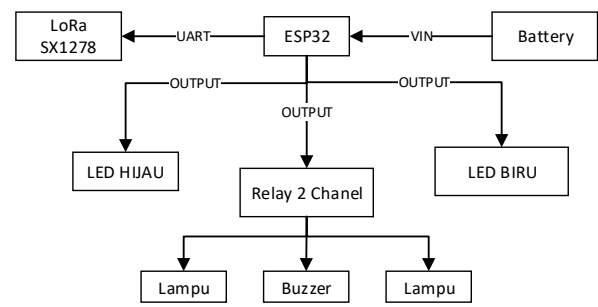 LoRa
SX1278
UART
ESP32
VIN
Battery
OUTPUT
OUTPUT
OUTPUT
LED HIJAU
LED BIRU
Relay 2 Chanel
Lampu
Buzzer
Lampu